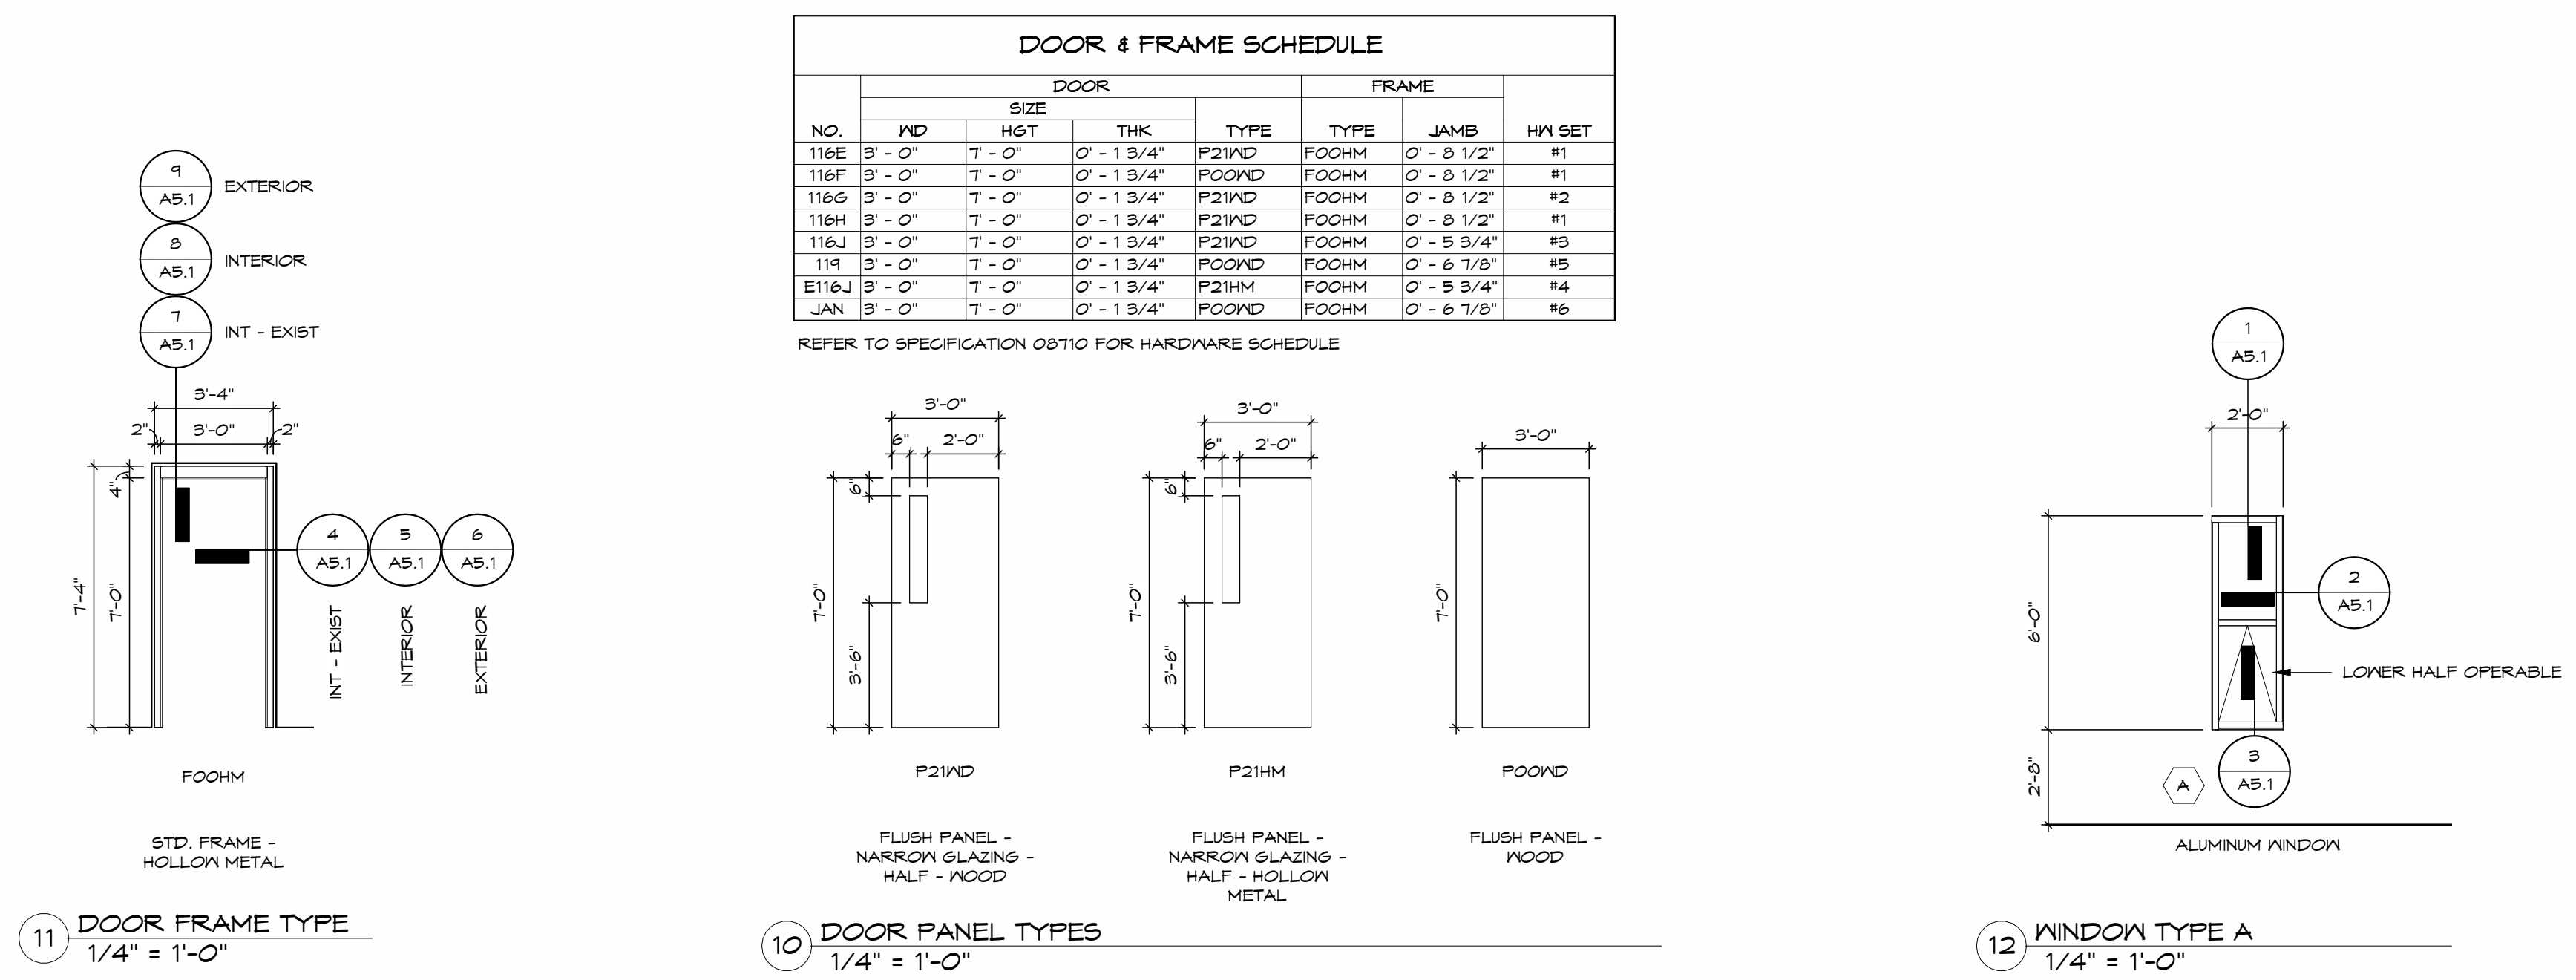 DOOR & FRAME SCHEDULE
DOOR FRAME
SIZE
NO. WD HGT THK TYPE TYPE JAMB HW SET
116E 3' - 0" 7' - 0" 0' - 1 3/4" P21WD F00HM 0' - 8 1/2" #1
116F 3' - 0" 7' - 0" 0' - 1 3/4" P00WD F00HM 0' - 8 1/2" #1
116G 3' - 0" 7' - 0" 0' - 1 3/4" P21WD F00HM 0' - 8 1/2" #2
116H 3' - 0" 7' - 0" 0' - 1 3/4" P21WD F00HM 0' - 8 1/2" #1
116J 3' - 0" 7' - 0" 0' - 1 3/4" P21WD F00HM 0' - 5 3/4" #3
119 3' - 0" 7' - 0" 0' - 1 3/4" P00WD F00HM 0' - 6 7/8" #5
E116J 3' - 0" 7' - 0" 0' - 1 3/4" P21HM F00HM 0' - 5 3/4" #4
JAN 3' - 0" 7' - 0" 0' - 1 3/4" P00WD F00HM 0' - 6 7/8" #6
REFER TO SPECIFICATION 08710 FOR HARDWARE SCHEDULE
9
A5.1
EXTERIOR
8
A5.1
INTERIOR
7
A5.1
INT - EXIST
3'-4"
2" 3'-0" 2"
4"
7'-4"
7'-0"
4
A5.1
5
A5.1
6
A5.1
INT - EXIST
INTERIOR
EXTERIOR
F00HM
STD. FRAME -
HOLLOW METAL
11 DOOR FRAME TYPE
1/4" = 1'-0"
3'-0"
6" 2'-0"
6"
7'-0"
3'-6"
P21WD
FLUSH PANEL -
NARROW GLAZING -
HALF - WOOD
3'-0"
6" 2'-0"
6"
7'-0"
3'-6"
P21HM
FLUSH PANEL -
NARROW GLAZING -
HALF - HOLLOW
METAL
3'-0"
7'-0"
P00WD
FLUSH PANEL -
WOOD
10 DOOR PANEL TYPES
1/4" = 1'-0"
1
A5.1
2'-0"
2
A5.1
6'-0"
LOWER HALF OPERABLE
2'-8"
3
A5.1
A
ALUMINUM WINDOW
12 WINDOW TYPE A
1/4" = 1'-0"